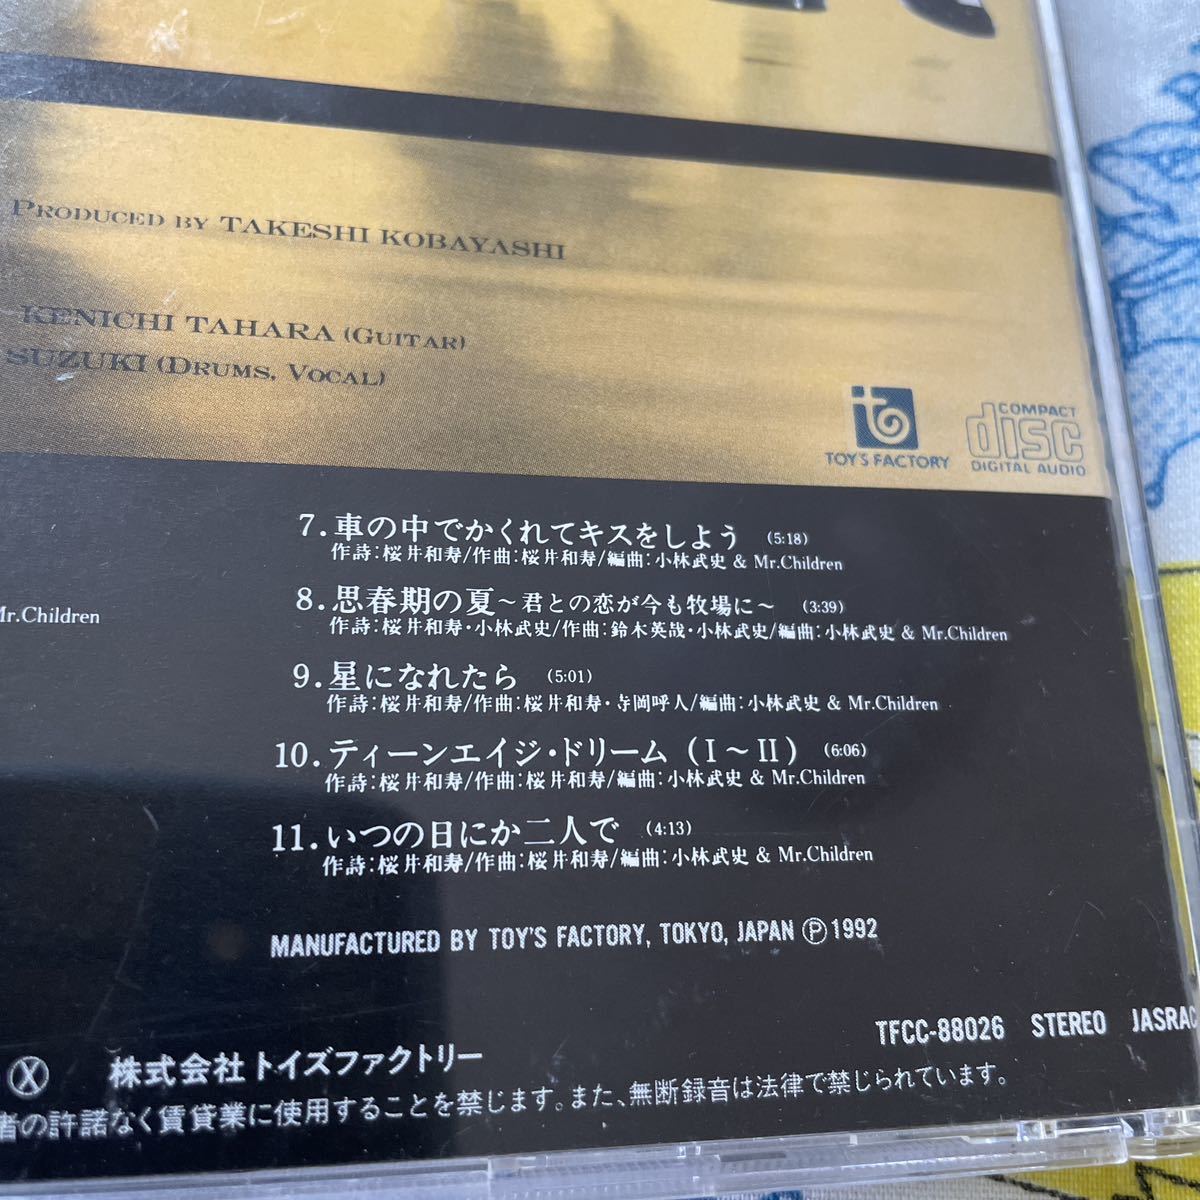 PRODUCED BY TAKESHI KOBAYASHI
KENICHI TAHARA (GUITAR)
SUZUKI (DRUMS, VOCAL)
TOY'S FACTORY
COMPACT
disc
DIGITAL AUDIO
Mr.Children
7.車の中でかくれてキスをしよう (5:18)
作詩:桜井和寿/作曲:桜井和寿/編曲:小林武史 & Mr.Children
8.思春期の夏～君との恋が今も牧場に～ (3:39)
作詩:桜井和寿・小林武史/作曲:鈴木英哉・小林武史/編曲:小林武史 & Mr.Children
9.星になれたら (5:01)
作詩:桜井和寿/作曲:桜井和寿・寺岡呼人/編曲:小林武史 & Mr.Children
10.ティーンエイジ・ドリーム (I～II) (6:06)
作詩:桜井和寿/作曲:桜井和寿/編曲:小林武史 & Mr.Children
11.いつの日にか二人で (4:13)
作詩:桜井和寿/作曲:桜井和寿/編曲:小林武史 & Mr.Children
MANUFACTURED BY TOY'S FACTORY, TOKYO, JAPAN Ⓟ1992
TFCC-88026 STEREO JASRAC
Ⓧ 株式会社トイズファクトリー
者の許諾なく賃貸業に使用することを禁じます。また、無断録音は法律で禁じられています。